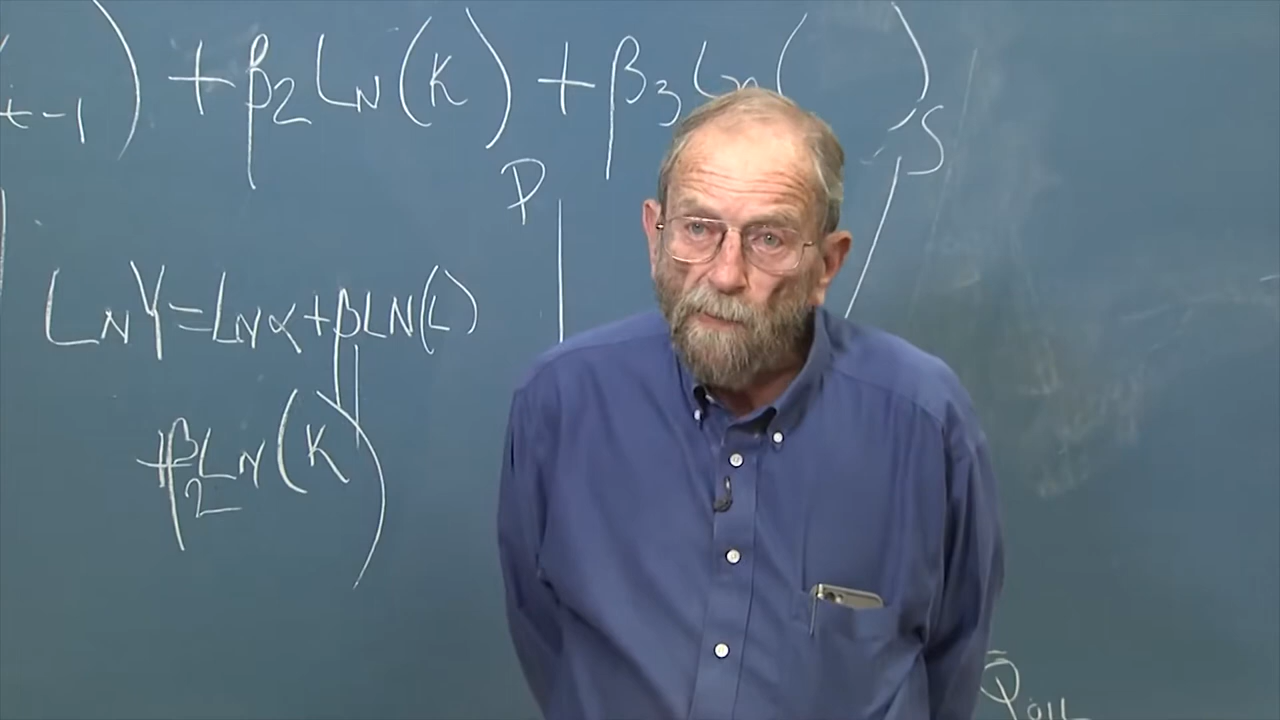 t-1) + β₂ LN(K) + β₃ Ln( )
S
P
LN Y = LN α + β LN(L)
+ β₂ LN(K)
Q OIL